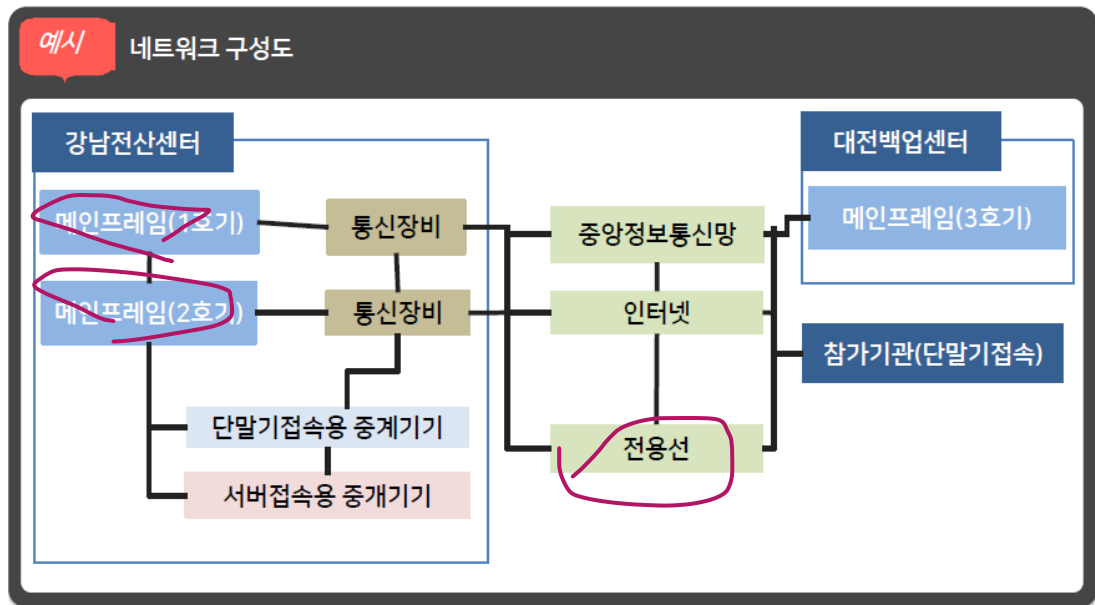 예시
네트워크 구성도
강남전산센터
대전백업센터
메인프레임(1호기)
통신장비
중앙정보통신망
메인프레임(3호기)
메인프레임(2호기)
통신장비
인터넷
참가기관(단말기접속)
단말기접속용 중계기기
전용선
서버접속용 중개기기